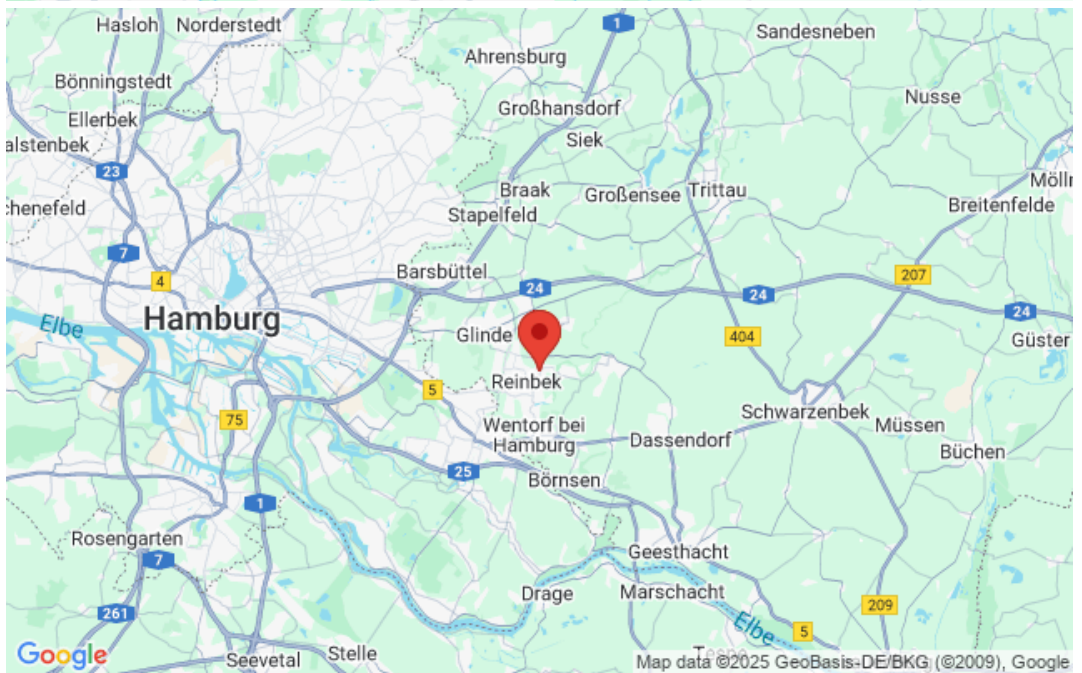 Hasloh
Norderstedt
1
Sandesneben
Ahrensburg
Bönningstedt
Nusse
Großhansdorf
Ellerbek
Siek
alstenbek
23
Mölln
Braak
Großensee
Trittau
chenefeld
Stapelfeld
Breitenfelde
7
4
Barsbüttel
207
24
24
24
Hamburg
Elbe
Glinde
404
Güster
Reinbek
5
75
Schwarzenbek
Wentorf bei
Hamburg
Dassendorf
Müssen
Büchen
25
Börnsen
1
Rosengarten
7
Geesthacht
Drage
Marschacht
261
209
Elbe
5
Google
Seevetal
Stelle
Map data ©2025 GeoBasis-DE/BKG (©2009), Google